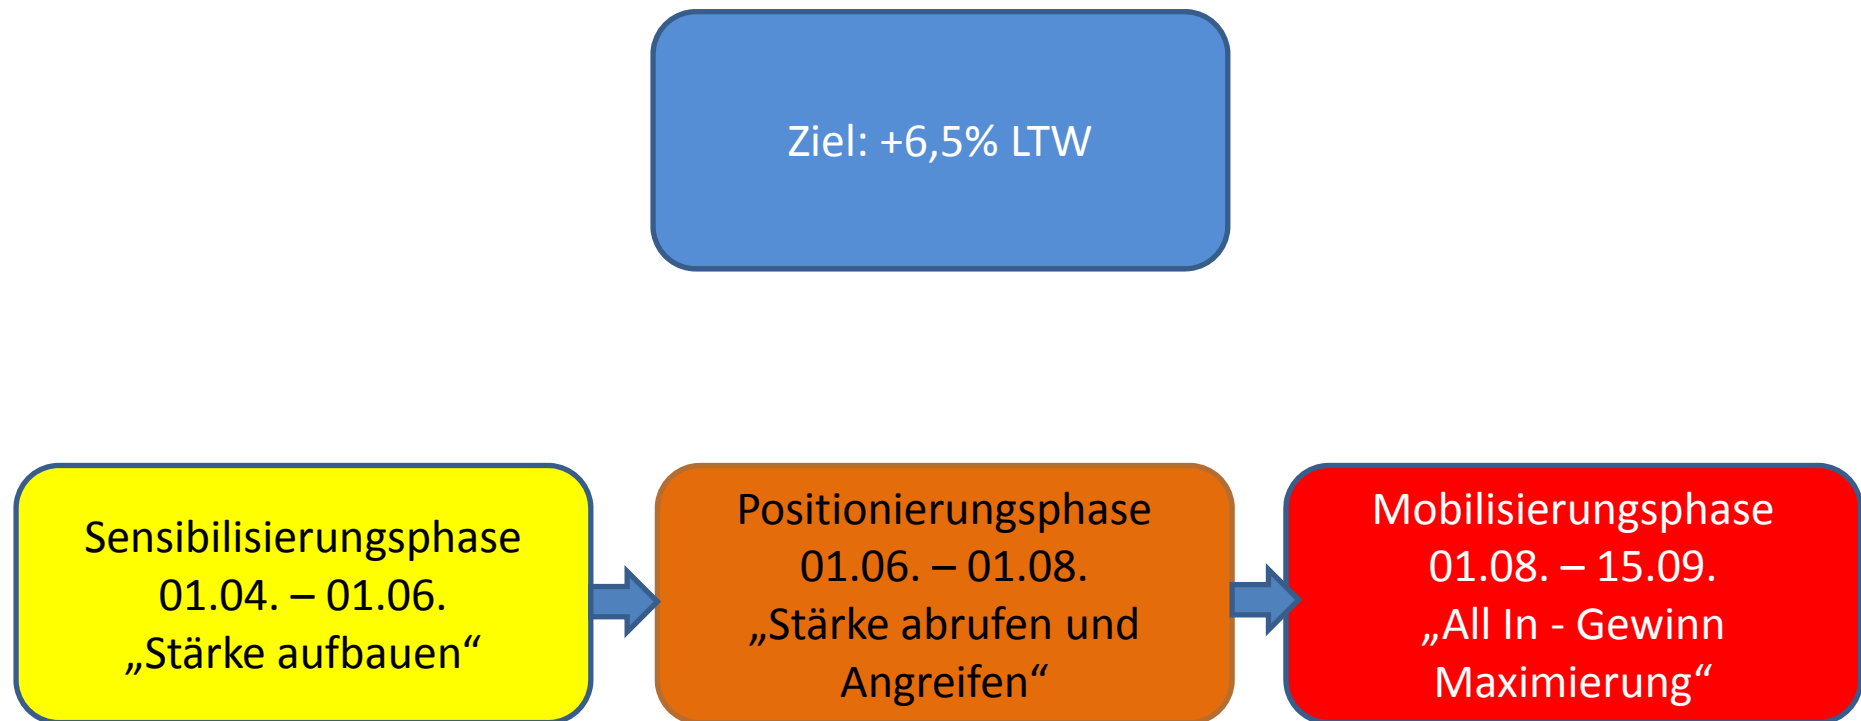 Ziel: +6,5% LTW
Sensibilisierungsphase
01.04. – 01.06.
„Stärke aufbauen“
Positionierungsphase
01.06. – 01.08.
„Stärke abrufen und
Angreifen“
Mobilisierungsphase
01.08. – 15.09.
„All In - Gewinn
Maximierung“